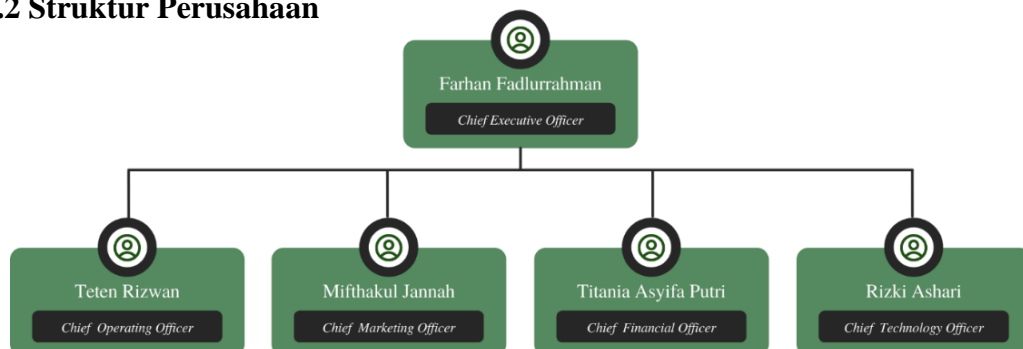 .2 Struktur Perusahaan
Farhan Fadlurrahman
Chief Executive Officer
Teten Rizwan
Chief Operating Officer
Mifthakul Jannah
Chief Marketing Officer
Titania Asyifa Putri
Chief Financial Officer
Rizki Ashari
Chief Technology Officer